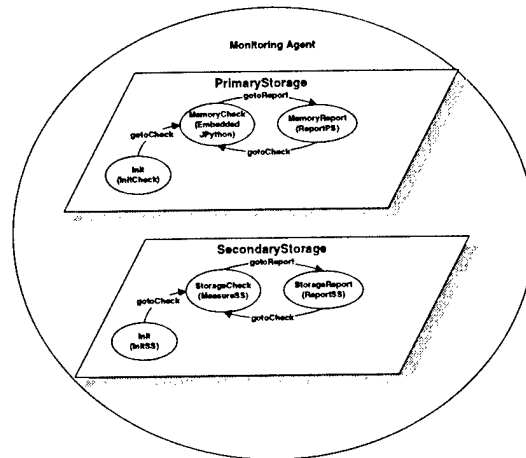 Monitoring Agent
PrimaryStorage
gotoReport
MemoryCheck
(Embedded
JPython)
MemoryReport
(ReportPS)
gotoCheck
gotoCheck
Init
(InitCheck)
SecondaryStorage
gotoReport
StorageCheck
(MeasureSS)
StorageReport
(ReportSS)
gotoCheck
gotoCheck
Init
(InitSS)